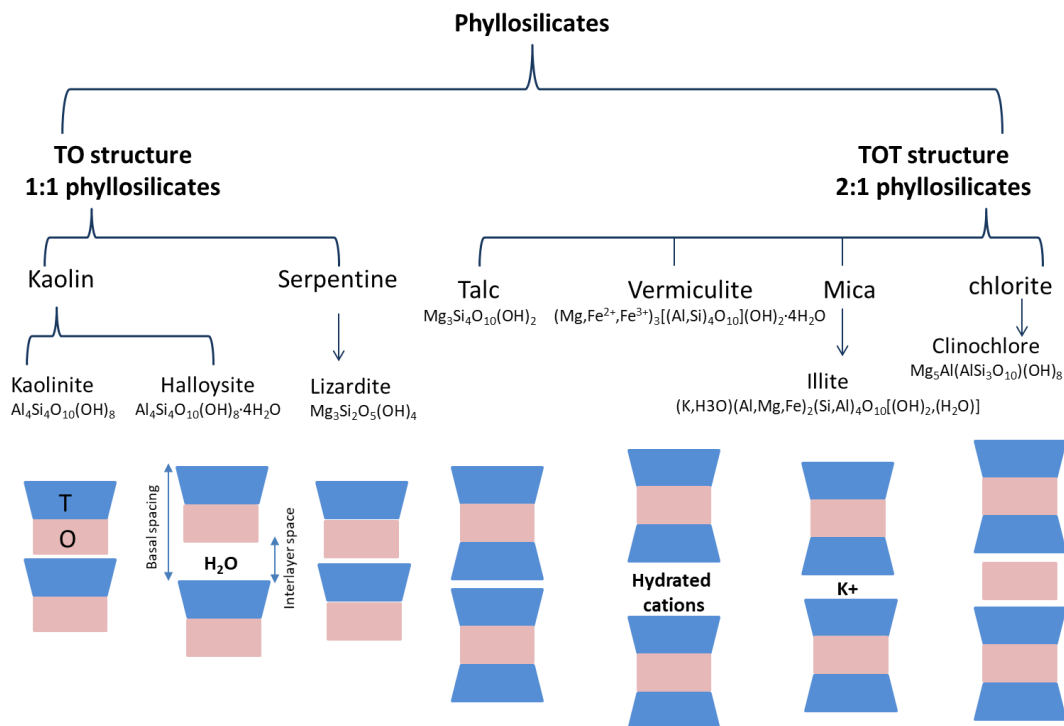 Phyllosilicates
TO structure
1:1 phyllosilicates
TOT structure
2:1 phyllosilicates
Kaolin
Serpentine
Talc
Mg₃Si₄O₁₀(OH)₂
Vermiculite
(Mg,Fe²⁺,Fe³⁺)₃[(Al,Si)₄O₁₀](OH)₂·4H₂O
Mica
chlorite
Kaolinite
Al₄Si₄O₁₀(OH)₈
Halloysite
Al₄Si₄O₁₀(OH)₈·4H₂O
Lizardite
Mg₃Si₂O₅(OH)₄
Illite
(K,H3O)(Al,Mg,Fe)₂(Si,Al)₄O₁₀[(OH)₂,(H₂O)]
Clinochlore
Mg₅Al(AlSi₃O₁₀)(OH)₈
T
O
Basal spacing
H₂O
Interlayer space
Hydrated
cations
K+